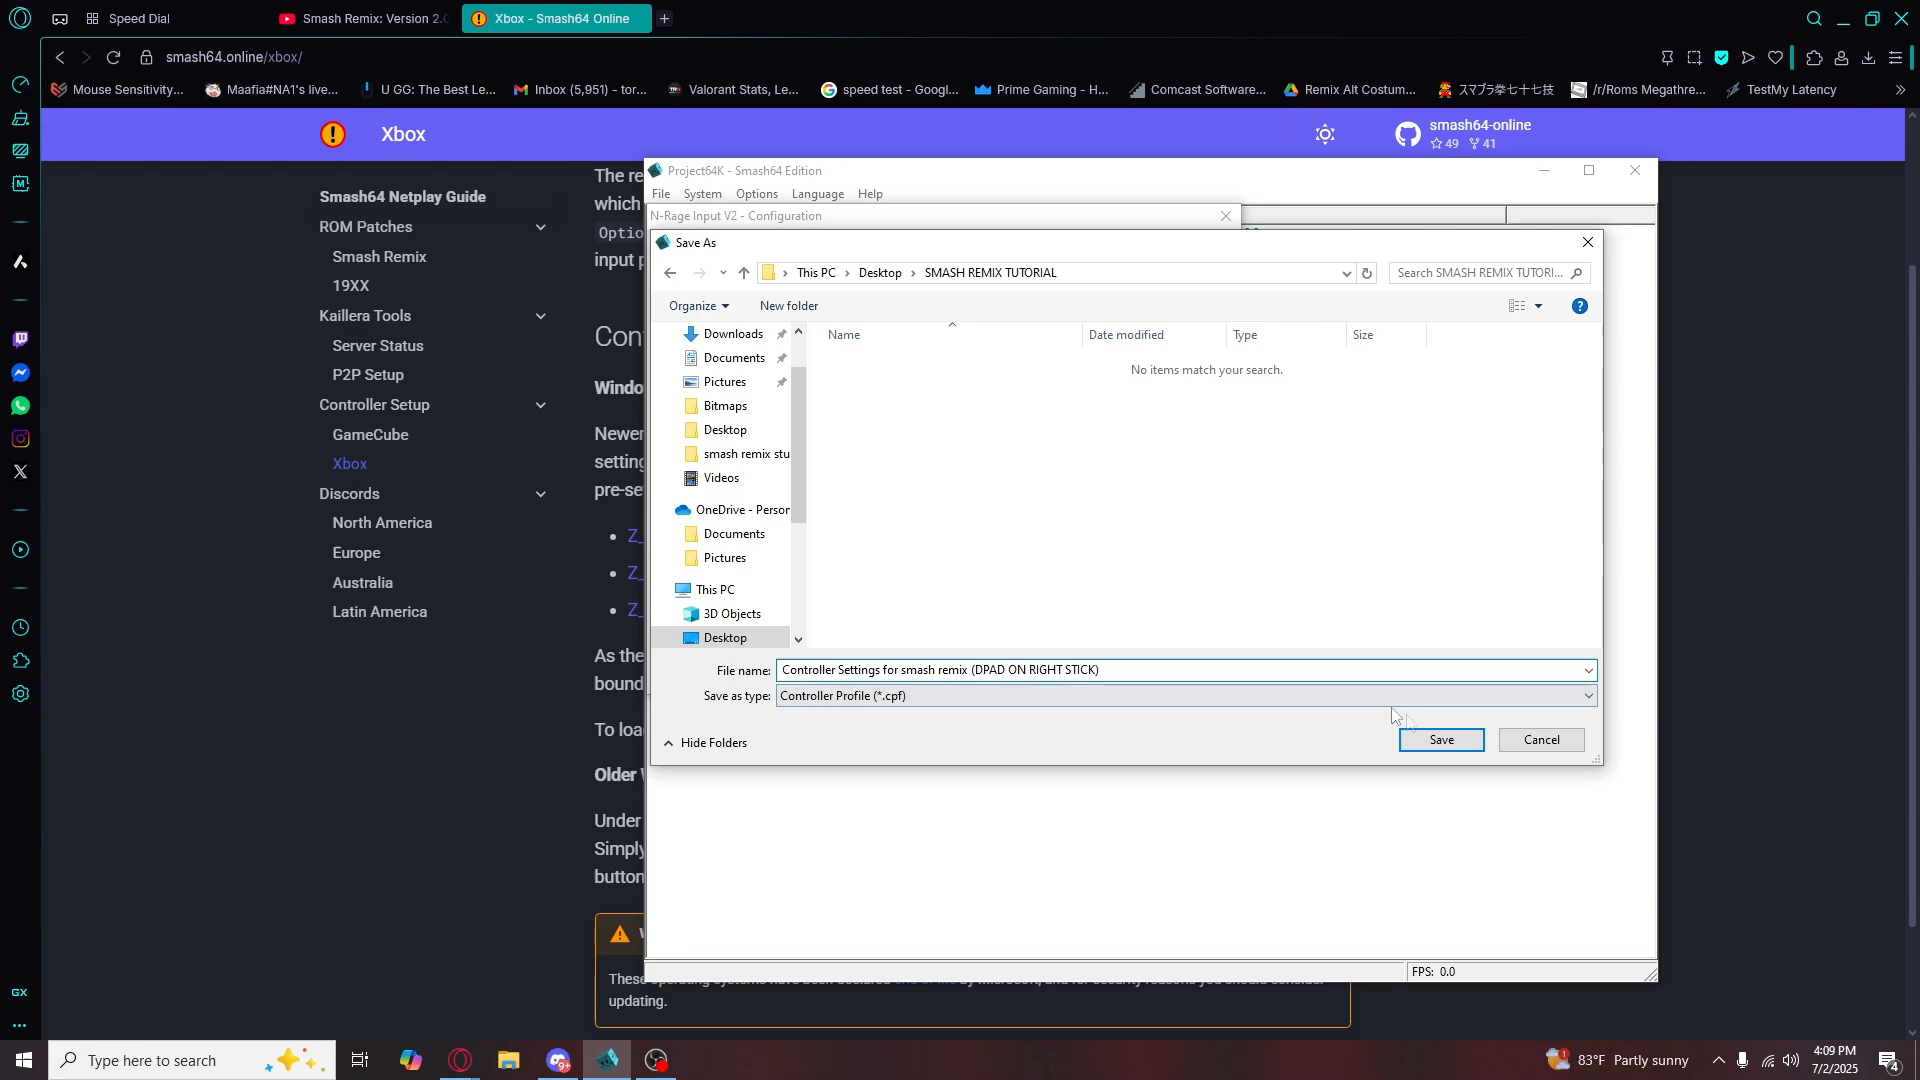 Speed Dial
Smash Remix: Version 2.0
Xbox - Smash64 Online
smash64.online/xbox/
Mouse Sensitivity...
Maafia#NA1's live...
U GG: The Best Le...
Inbox (5,951) - tor...
Valorant Stats, Le...
speed test - Googl...
Prime Gaming - H...
Comcast Software...
Remix Alt Costum...
スマブラ拳七十七技
/r/Roms Megathre...
TestMy Latency
Xbox
smash64-online
49 41
Smash64 Netplay Guide
ROM Patches
Smash Remix
19XX
Kaillera Tools
Server Status
P2P Setup
Controller Setup
GameCube
Xbox
Discords
North America
Europe
Australia
Latin America
The re
which
Optio
input p
Con
Windo
Newer
setting
pre-se
Z_
Z_
Z_
As the
bound
To loa
Older
Under
Simply
button
updating.
Project64K - Smash64 Edition
File System Options Language Help
N-Rage Input V2 - Configuration
Save As
This PC > Desktop > SMASH REMIX TUTORIAL
Search SMASH REMIX TUTORI...
Organize New folder
Name Date modified Type Size
No items match your search.
Downloads
Documents
Pictures
Bitmaps
Desktop
smash remix stu
Videos
OneDrive - Person
Documents
Pictures
This PC
3D Objects
Desktop
File name: Controller Settings for smash remix (DPAD ON RIGHT STICK)
Save as type: Controller Profile (*.cpf)
Hide Folders
Save
Cancel
FPS: 0.0
GX
Type here to search
9+
83°F Partly sunny
4:09 PM
7/2/2025
4